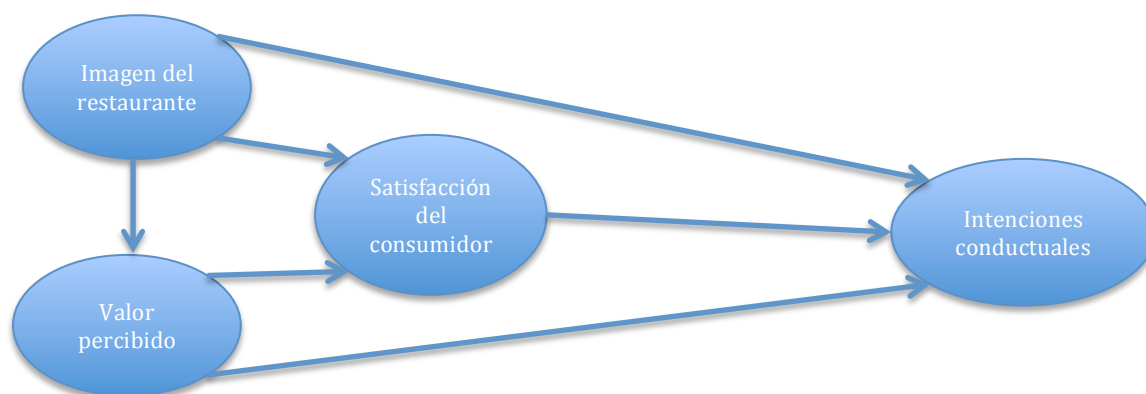 Imagen del
restaurante
Satisfacción
del
consumidor
Intenciones
conductuales
Valor
percibido